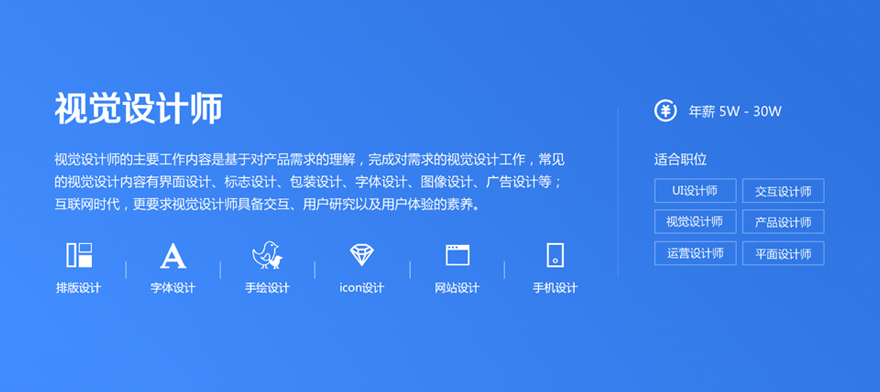 视觉设计师
视觉设计师的主要工作内容是基于对产品需求的理解，完成对需求的视觉设计工作，常见
的视觉设计内容有界面设计、标志设计、包装设计、字体设计、图像设计、广告设计等；
互联网时代，更要求视觉设计师具备交互、用户研究以及用户体验的素养。
A
排版设计
字体设计
手绘设计
icon设计
网站设计
手机设计
¥ 年薪 5W - 30W
适合职位
UI设计师
交互设计师
视觉设计师
产品设计师
运营设计师
平面设计师